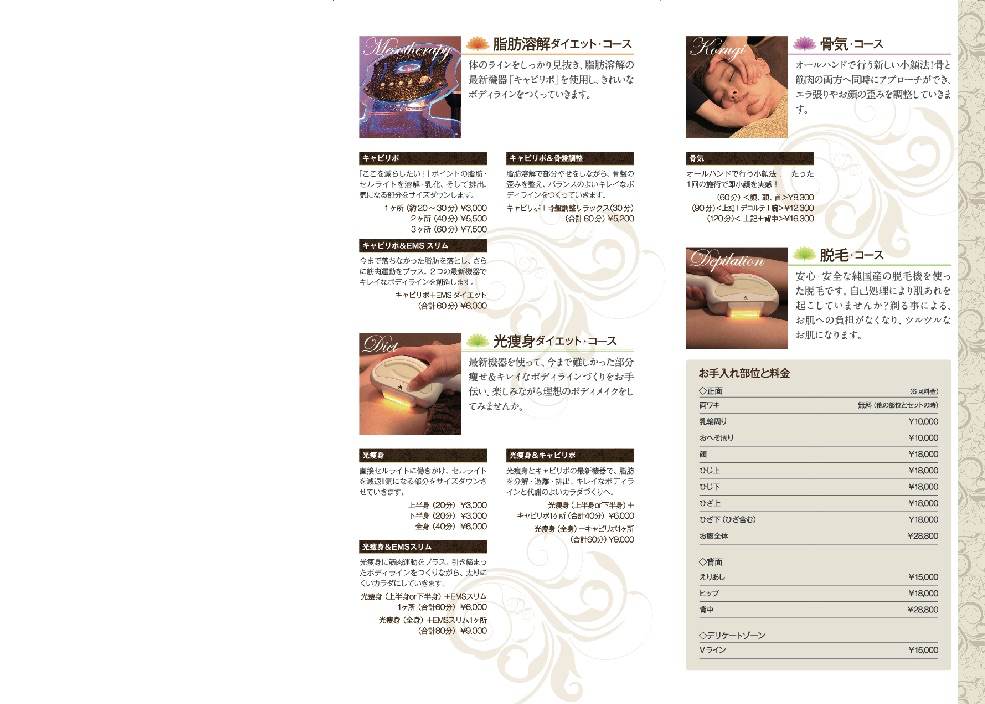 Mesotherapy
脂肪溶解ダイエット・コース
体のラインをしっかり見抜き、脂肪溶解の
最新機器「キャビリポ」を使用し、きれいな
ボディラインをつくっていきます。
キャビリポ
「ここを減らしたい!」ポイントの脂肪・
セルライトを溶解・乳化、そして排出。
気になる部分をサイズダウンします。
1ヶ所 (約20～30分) ¥3,000
2ヶ所 (40分) ¥5,500
3ヶ所 (60分) ¥7,500
キャビリポ&骨盤調整
脂肪溶解で部分やせをしながら、骨盤の
歪みを整え、バランスのよいキレイなボ
ディラインをつくっていきます。
キャビリポ+骨盤調整リラックス(30分)
(合計60分) ¥5,200
キャビリポ&EMSスリム
今まで落ちなかった脂肪を落とし、さら
に筋肉運動をプラス。2つの最新機器で
キレイなボディラインを創造します。
キャビリポ+EMSダイエット
(合計60分) ¥6,000
Diet
光痩身ダイエット・コース
最新機器を使って、今まで難しかった部分
痩せ&キレイなボディラインづくりをお手
伝い。楽しみながら理想のボディメイクをし
てみませんか。
光痩身
直接セルライトに働きかけ、セルライト
を減退!気になる部分をサイズダウンさ
せていきます。
上半身 (20分) ¥3,000
下半身 (20分) ¥3,000
全身 (40分) ¥6,000
光痩身&キャビリポ
光痩身とキャビリポの最新機器で、脂肪
を分解・遊離・排出。キレイなボディラ
インと代謝のよいカラダづくりへ。
光痩身 (上半身or下半身) +
キャビリポ1ヶ所 (合計40分) ¥6,000
光痩身 (全身) +キャビリポ1ヶ所
(合計60分) ¥9,000
光痩身&EMSスリム
光痩身に筋肉運動をプラス。引き締まっ
たボディラインをつくりながら、太りに
くいカラダにしていきます。
光痩身 (上半身or下半身) +EMSスリム
1ヶ所 (合計60分) ¥6,000
光痩身 (全身) +EMSスリム1ヶ所
(合計80分) ¥9,000
Korugi
骨気・コース
オールハンドで行う新しい小顔法!骨と
筋肉の両方へ同時にアプローチができ、
エラ張りやお顔の歪みを調整していきま
す。
骨気
オールハンドで行う小顔法 たった
1回の施行で即小顔を実感!
(60分) <顔、頭、首>¥8,300
(90分) <上記+デコルテ+腕>¥12,300
(120分) <上記+背中>¥16,300
Depilation
脱毛・コース
安心、安全な純国産の脱毛機を使っ
た脱毛です。自己処理により肌あれを
起こしていませんか?剃る事による、
お肌への負担がなくなり、ツルツルな
お肌になります。
お手入れ部位と料金
◇正面 (6回料金)
両ワキ 無料 (他の部位とセットの時)
乳輪周り ¥10,000
おへそ周り ¥10,000
顔 ¥18,000
ひじ上 ¥18,000
ひじ下 ¥18,000
ひざ上 ¥18,000
ひざ下 (ひざ含む) ¥18,000
お腹全体 ¥28,800
◇背面
えりあし ¥15,000
ヒップ ¥18,000
背中 ¥28,800
◇デリケートゾーン
Vライン ¥15,000